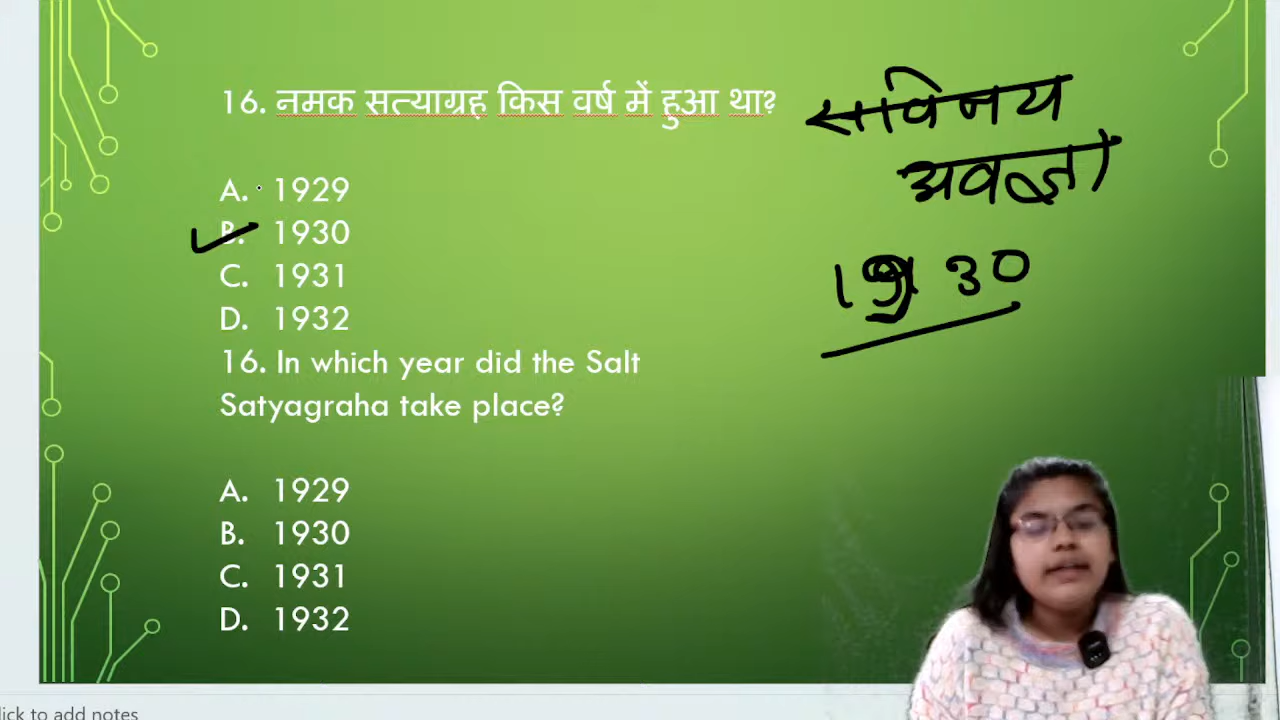 16. नमक सत्याग्रह किस वर्ष में हुआ था?
A. 1929
B. 1930
C. 1931
D. 1932
16. In which year did the Salt
Satyagraha take place?
A. 1929
B. 1930
C. 1931
D. 1932
सविनय
अवज्ञा
1930
lick to add notes